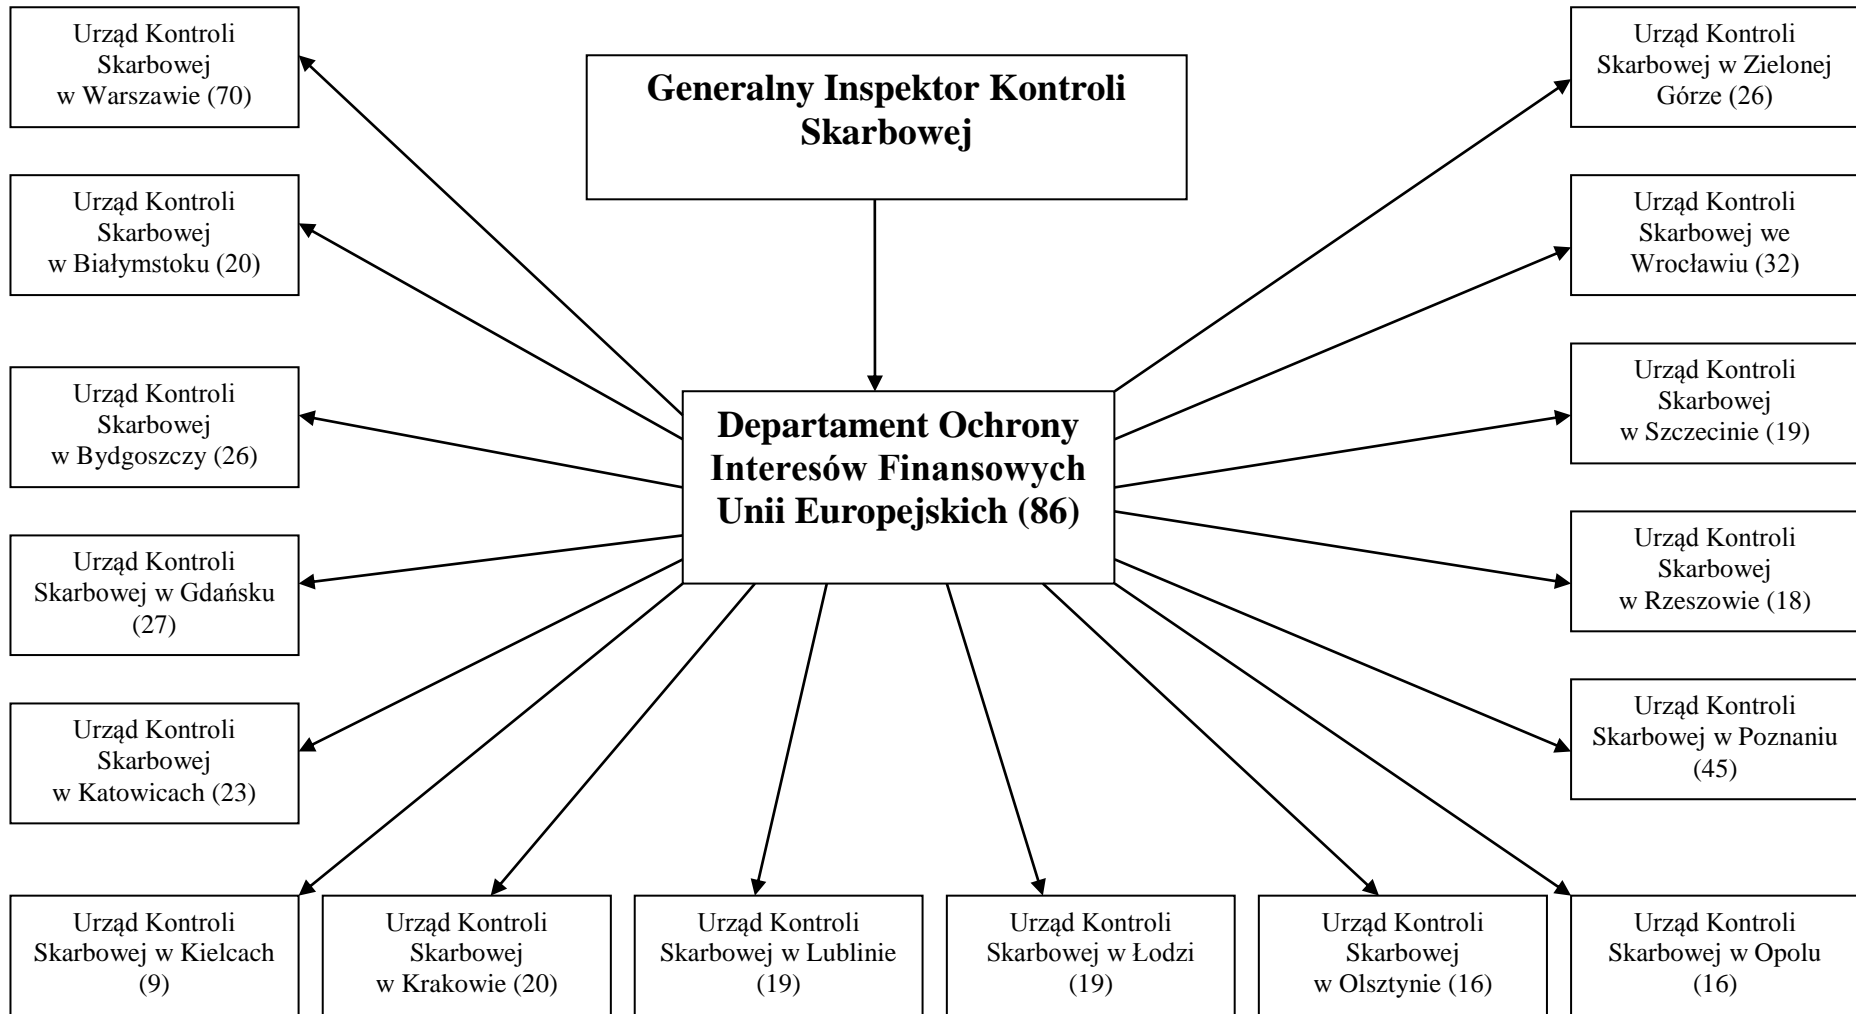 Urząd Kontroli
Skarbowej
w Warszawie (70)
Generalny Inspektor Kontroli
Skarbowej
Urząd Kontroli
Skarbowej w Zielonej
Górze (26)
Urząd Kontroli
Skarbowej
w Białymstoku (20)
Urząd Kontroli
Skarbowej we
Wrocławiu (32)
Urząd Kontroli
Skarbowej
w Bydgoszczy (26)
Departament Ochrony
Interesów Finansowych
Unii Europejskich (86)
Urząd Kontroli
Skarbowej
w Szczecinie (19)
Urząd Kontroli
Skarbowej w Gdańsku
(27)
Urząd Kontroli
Skarbowej
w Rzeszowie (18)
Urząd Kontroli
Skarbowej
w Katowicach (23)
Urząd Kontroli
Skarbowej w Poznaniu
(45)
Urząd Kontroli
Skarbowej w Kielcach
(9)
Urząd Kontroli
Skarbowej
w Krakowie (20)
Urząd Kontroli
Skarbowej w Lublinie
(19)
Urząd Kontroli
Skarbowej w Łodzi
(19)
Urząd Kontroli
Skarbowej
w Olsztynie (16)
Urząd Kontroli
Skarbowej w Opolu
(16)